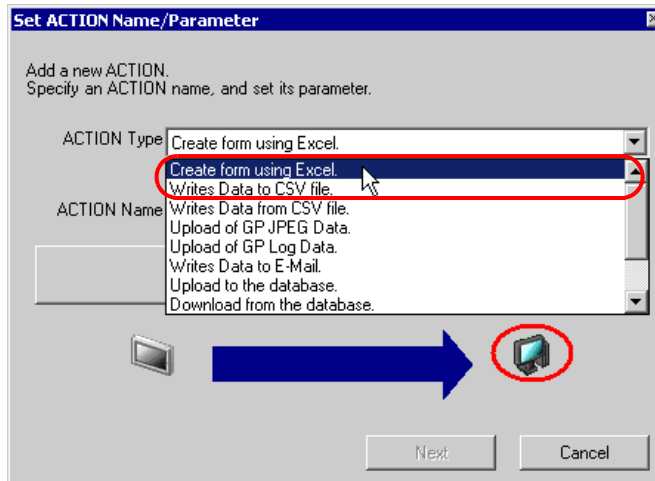 Set ACTION Name/Parameter
Add a new ACTION.
Specify an ACTION name, and set its parameter.
ACTION Type
Create form using Excel.
Create form using Excel.
Writes Data to CSV file.
ACTION Name
Writes Data from CSV file.
Upload of GP JPEG Data.
Upload of GP Log Data.
Writes Data to E-Mail.
Upload to the database.
Download from the database.
Next
Cancel